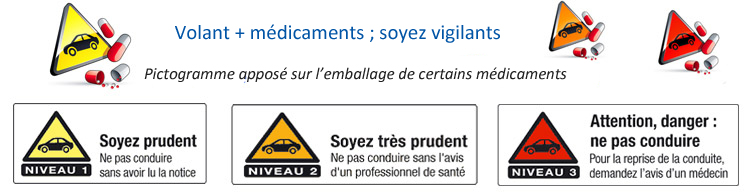 Volant + médicaments ; soyez vigilants
Pictogramme apposé sur l'emballage de certains médicaments
Soyez prudent
Ne pas conduire
sans avoir lu la notice
NIVEAU 1
Soyez très prudent
Ne pas conduire sans l'avis
d'un professionnel de santé
NIVEAU 2
Attention, danger :
ne pas conduire
Pour la reprise de la conduite,
demandez l'avis d'un médecin
NIVEAU 3